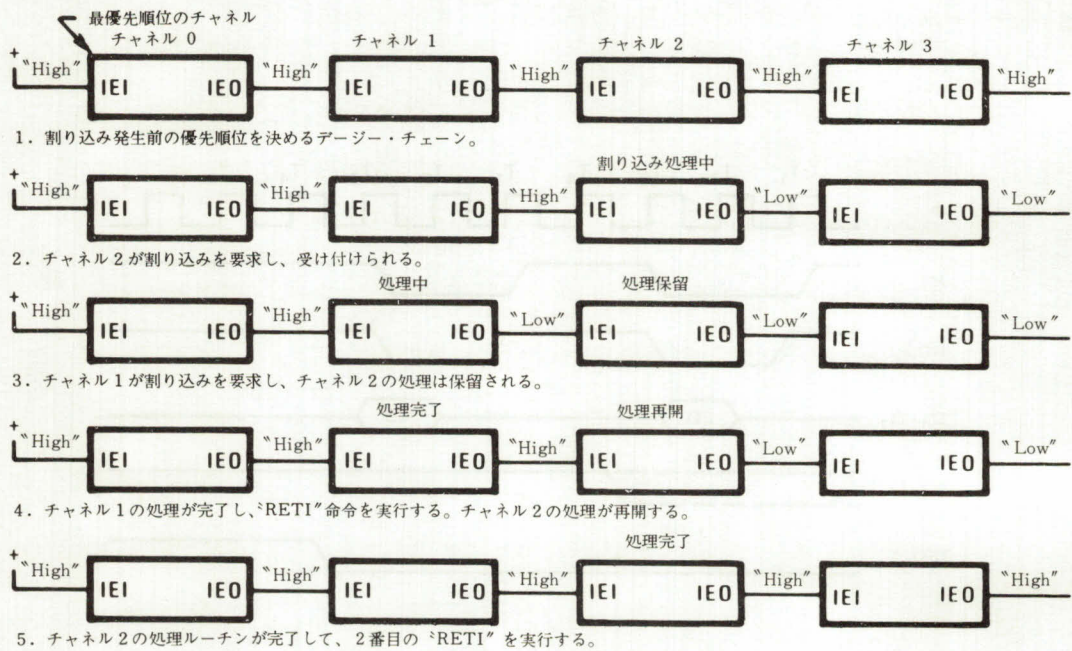 最優先順位のチャネル
チャネル 0 チャネル 1 チャネル 2 チャネル 3
+ "High" IEI IEO "High" IEI IEO "High" IEI IEO "High" IEI IEO "High"
1. 割り込み発生前の優先順位を決めるデージー・チェーン。
割り込み処理中
+ "High" IEI IEO "High" IEI IEO "High" IEI IEO "Low" IEI IEO "Low"
2. チャネル2が割り込みを要求し、受け付けられる。
処理中 処理保留
+ "High" IEI IEO "High" IEI IEO "Low" IEI IEO "Low" IEI IEO "Low"
3. チャネル1が割り込みを要求し、チャネル2の処理は保留される。
処理完了 処理再開
+ "High" IEI IEO "High" IEI IEO "High" IEI IEO "Low" IEI IEO "Low"
4. チャネル1の処理が完了し、"RETI"命令を実行する。チャネル2の処理が再開する。
処理完了
+ "High" IEI IEO "High" IEI IEO "High" IEI IEO "High" IEI IEO "High"
5. チャネル2の処理ルーチンが完了して、2番目の "RETI" を実行する。